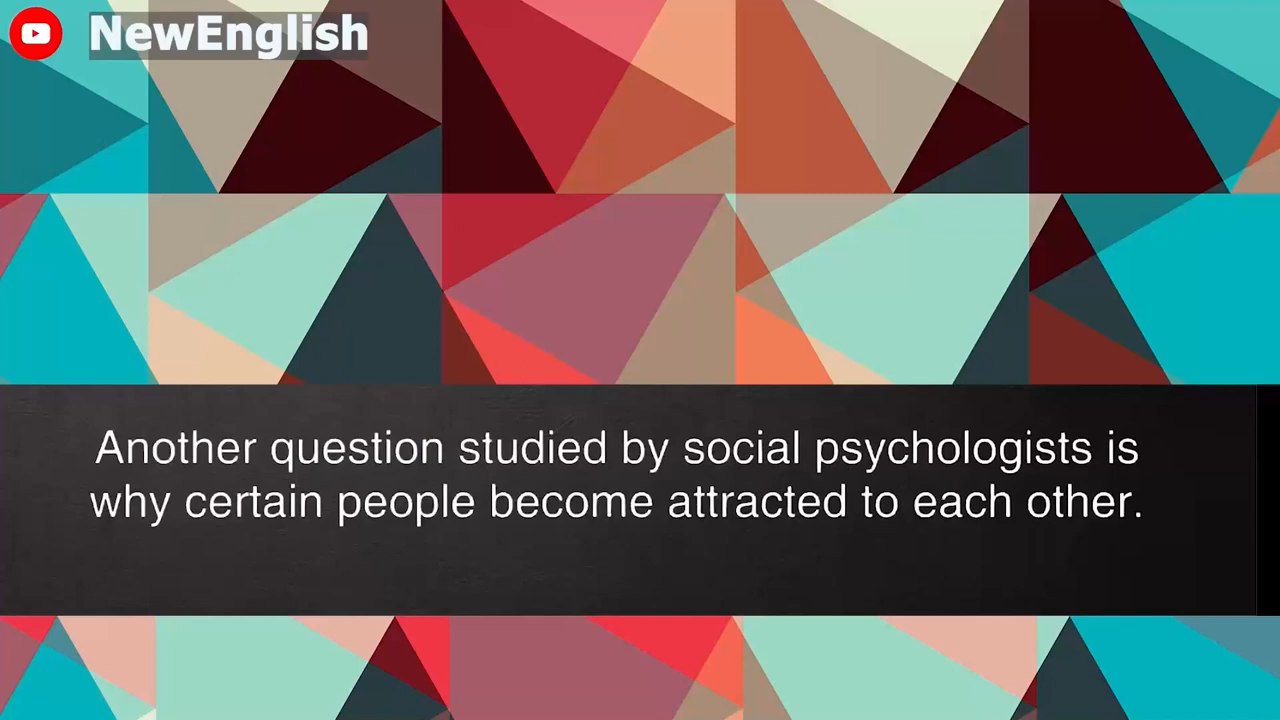 NewEnglish
Another question studied by social psychologists is
why certain people become attracted to each other.